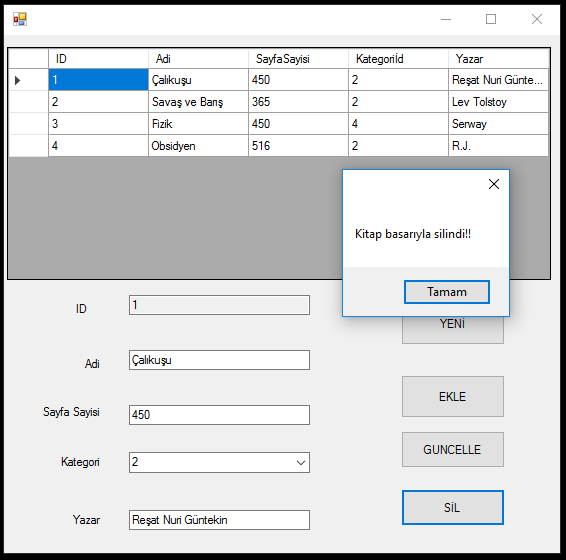 ID Adi SayfaSayisi KategoriId Yazar
1 Çalıkuşu 450 2 Reşat Nuri Günte...
2 Savaş ve Barış 365 2 Lev Tolstoy
3 Fizik 450 4 Serway
4 Obsidyen 516 2 R.J.
Kitap basarıyla silindi!!
Tamam
ID 1
YENİ
Adi Çalıkuşu
Sayfa Sayisi 450
EKLE
Kategori 2
GUNCELLE
Yazar Reşat Nuri Güntekin
SİL